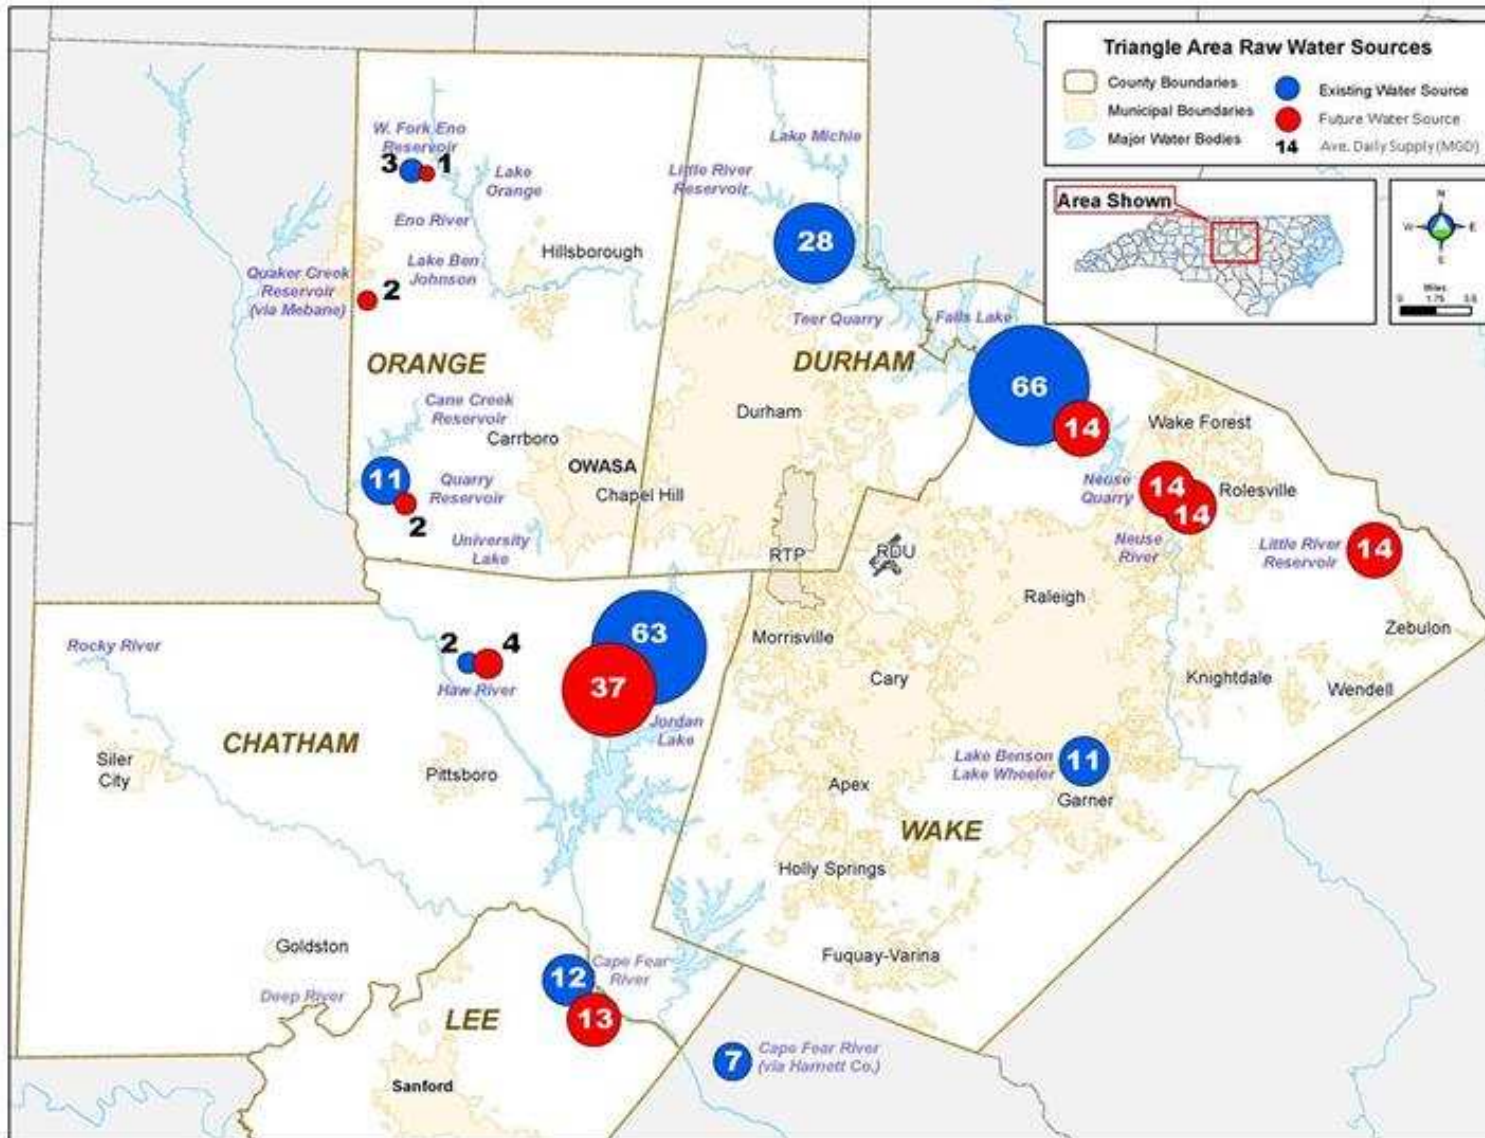 Triangle Area Raw Water Sources
County Boundaries
Municipal Boundaries
Major Water Bodies
Existing Water Source
Future Water Source
14 Ave. Daily Supply (MGD)
Area Shown
N
W
E
S
Miles
0 1.75 3.5
W. Fork Eno
Reservoir
3
1
Lake
Orange
Eno River
Hillsborough
Lake Ben
Johnson
Quaker Creek
Reservoir
(via Mebane)
2
ORANGE
Cane Creek
Reservoir
Carrboro
OWASA
Chapel Hill
11
Quarry
Reservoir
2
University
Lake
Lake Michie
Little River
Reservoir
28
Teer Quarry
Falls Lake
DURHAM
Durham
66
14
Wake Forest
Neuse
Quarry
14
14
Rolesville
Neuse
River
Little River
Reservoir
14
RTP
RDU
Raleigh
Zebulon
Morrisville
Cary
Knightdale
Wendell
Rocky River
2
4
Haw River
63
37
Jordan
Lake
CHATHAM
Siler
City
Pittsboro
Lake Benson
Lake Wheeler
11
Garner
Apex
WAKE
Holly Springs
Fuquay-Varina
Goldston
Deep River
12
Cape Fear
River
13
LEE
Sanford
7
Cape Fear River
(via Harnett Co.)